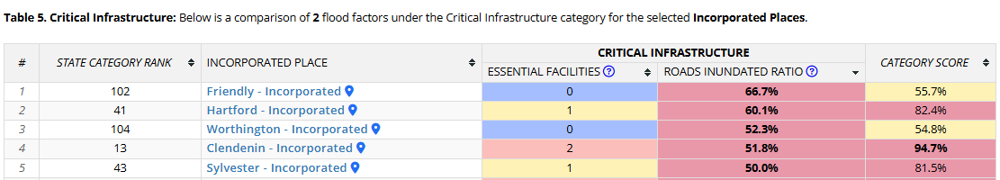 Table 5. Critical Infrastructure: Below is a comparison of 2 flood factors under the Critical Infrastructure category for the selected Incorporated Places.
CRITICAL INFRASTRUCTURE
# STATE CATEGORY RANK INCORPORATED PLACE ESSENTIAL FACILITIES ? ROADS INUNDATED RATIO ? CATEGORY SCORE
1 102 Friendly - Incorporated 0 66.7% 55.7%
2 41 Hartford - Incorporated 1 60.1% 82.4%
3 104 Worthington - Incorporated 0 52.3% 54.8%
4 13 Clendenin - Incorporated 2 51.8% 94.7%
5 43 Sylvester - Incorporated 1 50.0% 81.5%